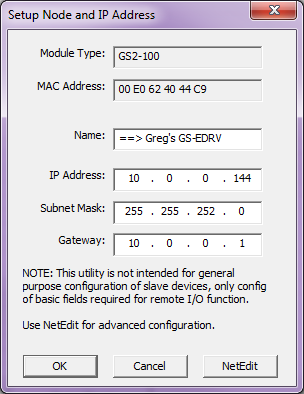 Setup Node and IP Address
Module Type: GS2-100
MAC Address: 00 E0 62 40 44 C9
Name: ==> Greg's GS-EDRV
IP Address: 10 . 0 . 0 . 144
Subnet Mask: 255 . 255 . 252 . 0
Gateway: 10 . 0 . 0 . 1
NOTE: This utility is not intended for general
purpose configuration of slave devices, only config
of basic fields required for remote I/O function.
Use NetEdit for advanced configuration.
OK Cancel NetEdit